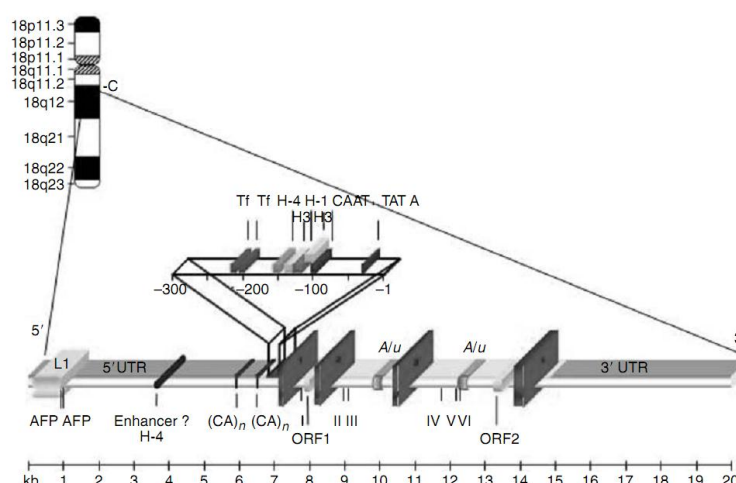 18p11.3
18p11.2
18p11.1
18q11.1
18q11.2
-C
18q12
18q21
18q22
18q23
Tf Tf H-4 H-1 CAAT TAT A
H3 H3
−300 −200 −100 −1
5′
L1 5′ UTR Alu Alu 3′ UTR
AFP AFP Enhancer ? (CA)n (CA)n I II III IV V VI
H-4 ORF1 ORF2
kh 1 2 3 4 5 6 7 8 9 10 11 12 13 14 15 16 17 18 19 20